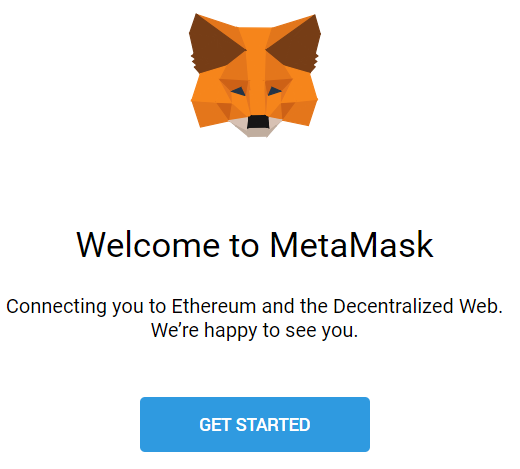 Welcome to MetaMask
Connecting you to Ethereum and the Decentralized Web.
We’re happy to see you.
GET STARTED